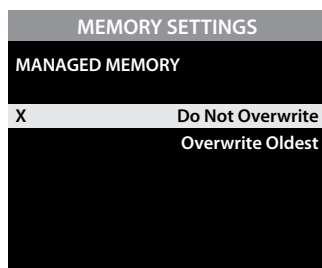 MEMORY SETTINGS
MANAGED MEMORY
X Do Not Overwrite
Overwrite Oldest